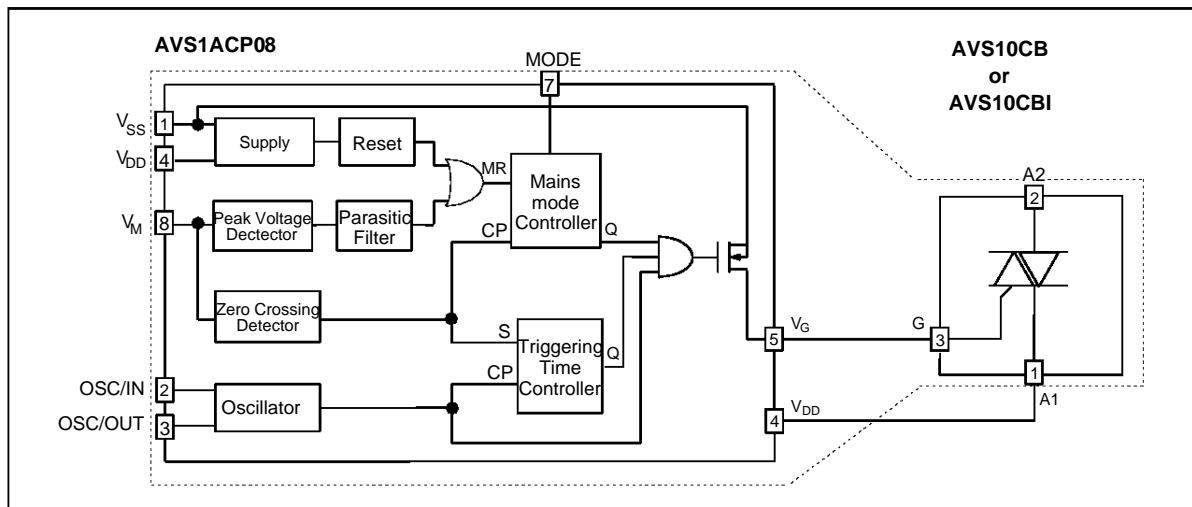 AVS1ACP08
AVS10CB
or
AVS10CBI
MODE
7
VSS
1
Supply
Reset
VDD
4
MR
Mains
mode
Controller
A2
2
VM
8
Peak Voltage
Dectector
Parasitic
Filter
CP
Q
Zero Crossing
Detector
S
Triggering
Time
Controller
Q
VG
5
G
3
CP
OSC/IN
2
Oscillator
1
A1
OSC/OUT
3
VDD
4